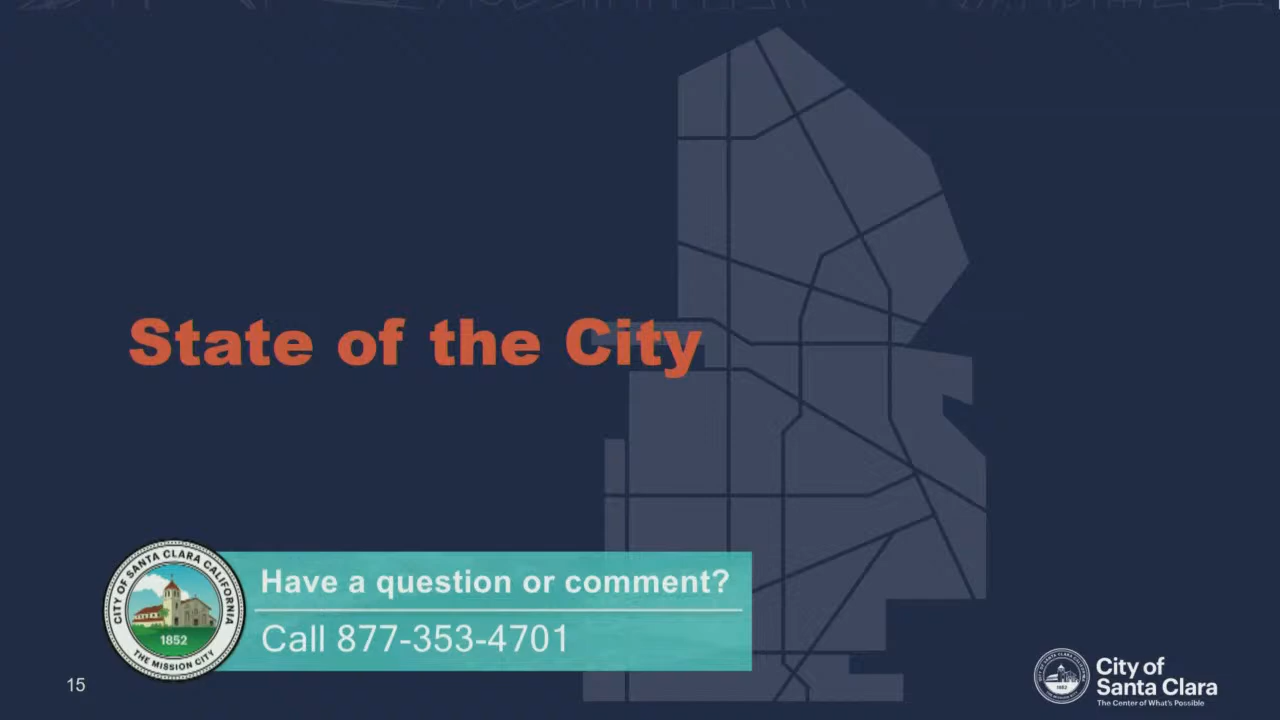 State of the City
CITY OF SANTA CLARA CALIFORNIA
1852
THE MISSION CITY
Have a question or comment?
Call 877-353-4701
15
1852
City of
Santa Clara
The Center of What's Possible